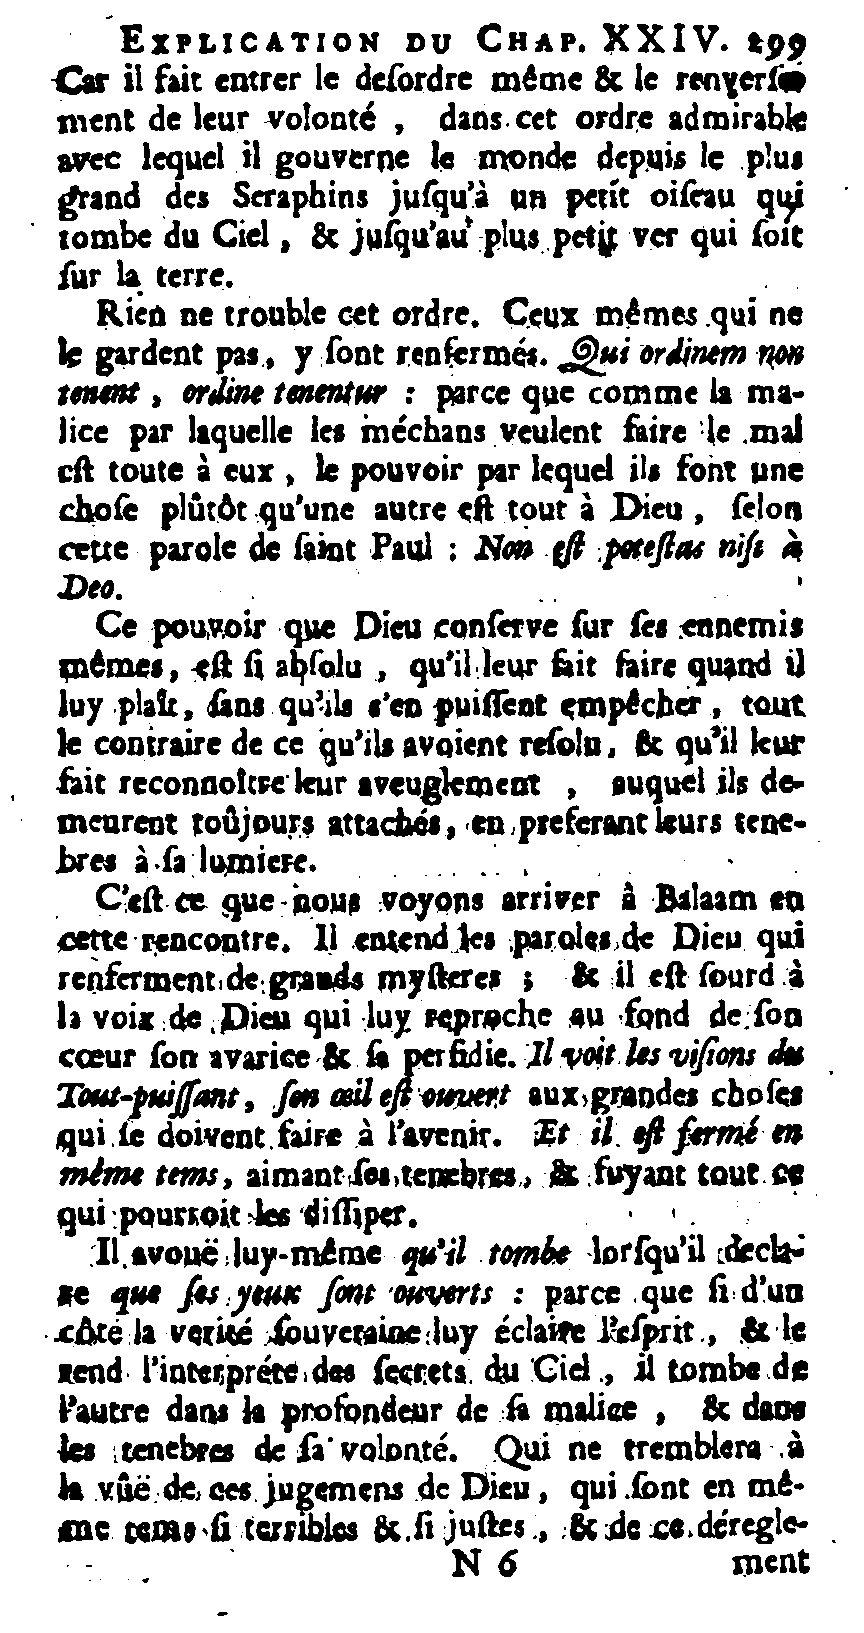 EXPLICATION DU CHAP. XXIV. 299
Car il fait entrer le deſordre même & le renverſe-
ment de leur volonté , dans cet ordre admirable
avec lequel il gouverne le monde depuis le plus
grand des Seraphins juſqu'à un petit oiſeau qui
tombe du Ciel , & juſqu'au plus petit ver qui ſoit
ſur la terre.
Rien ne trouble cet ordre. Ceux mêmes qui ne
le gardent pas , y ſont renfermés. Qui ordinem non
tenent , ordine tenentur : parce que comme la ma-
lice par laquelle les méchans veulent faire le mal
eſt toute à eux , le pouvoir par lequel ils font une
choſe plûtôt qu'une autre eſt tout à Dieu , ſelon
cette parole de ſaint Paul : Non eſt poteſtas niſi à
Deo.
Ce pouvoir que Dieu conſerve ſur ſes ennemis
mêmes, eſt ſi abſolu , qu'il leur fait faire quand il
luy plaît, ſans qu'ils s'en puiſſent empêcher , tout
le contraire de ce qu'ils avoient reſolu, & qu'il leur
fait reconnoître leur aveuglement , auquel ils de-
meurent toûjours attachés, en preferant leurs tene-
bres à ſa lumiere.
C'eſt ce que nous voyons arriver à Balaam en
cette rencontre. Il entend les paroles de Dieu qui
renferment de grands myſteres ; & il eſt ſourd à
la voix de Dieu qui luy reproche au fond de ſon
cœur ſon avarice & ſa perfidie. Il voit les viſions du
Tout-puiſſant, ſon œil eſt ouvert aux grandes choſes
qui ſe doivent faire à l'avenir. Et il eſt fermé en
même tems, aimant ſes tenebres, & fuyant tout ce
qui pourroit les diſſiper.
Il avouë luy-même qu'il tombe lorſqu'il decla-
re que ſes yeux ſont ouverts : parce que ſi d'un
côté la verité ſouveraine luy éclaire l'eſprit , & le
rend l'interpréte des ſecrets du Ciel , il tombe de
l'autre dans la profondeur de ſa malice , & dans
les tenebres de ſa volonté. Qui ne tremblera à
la vûë de ces jugemens de Dieu , qui ſont en mê-
me tems ſi terribles & ſi juſtes , & de ce déregle-
N 6 ment